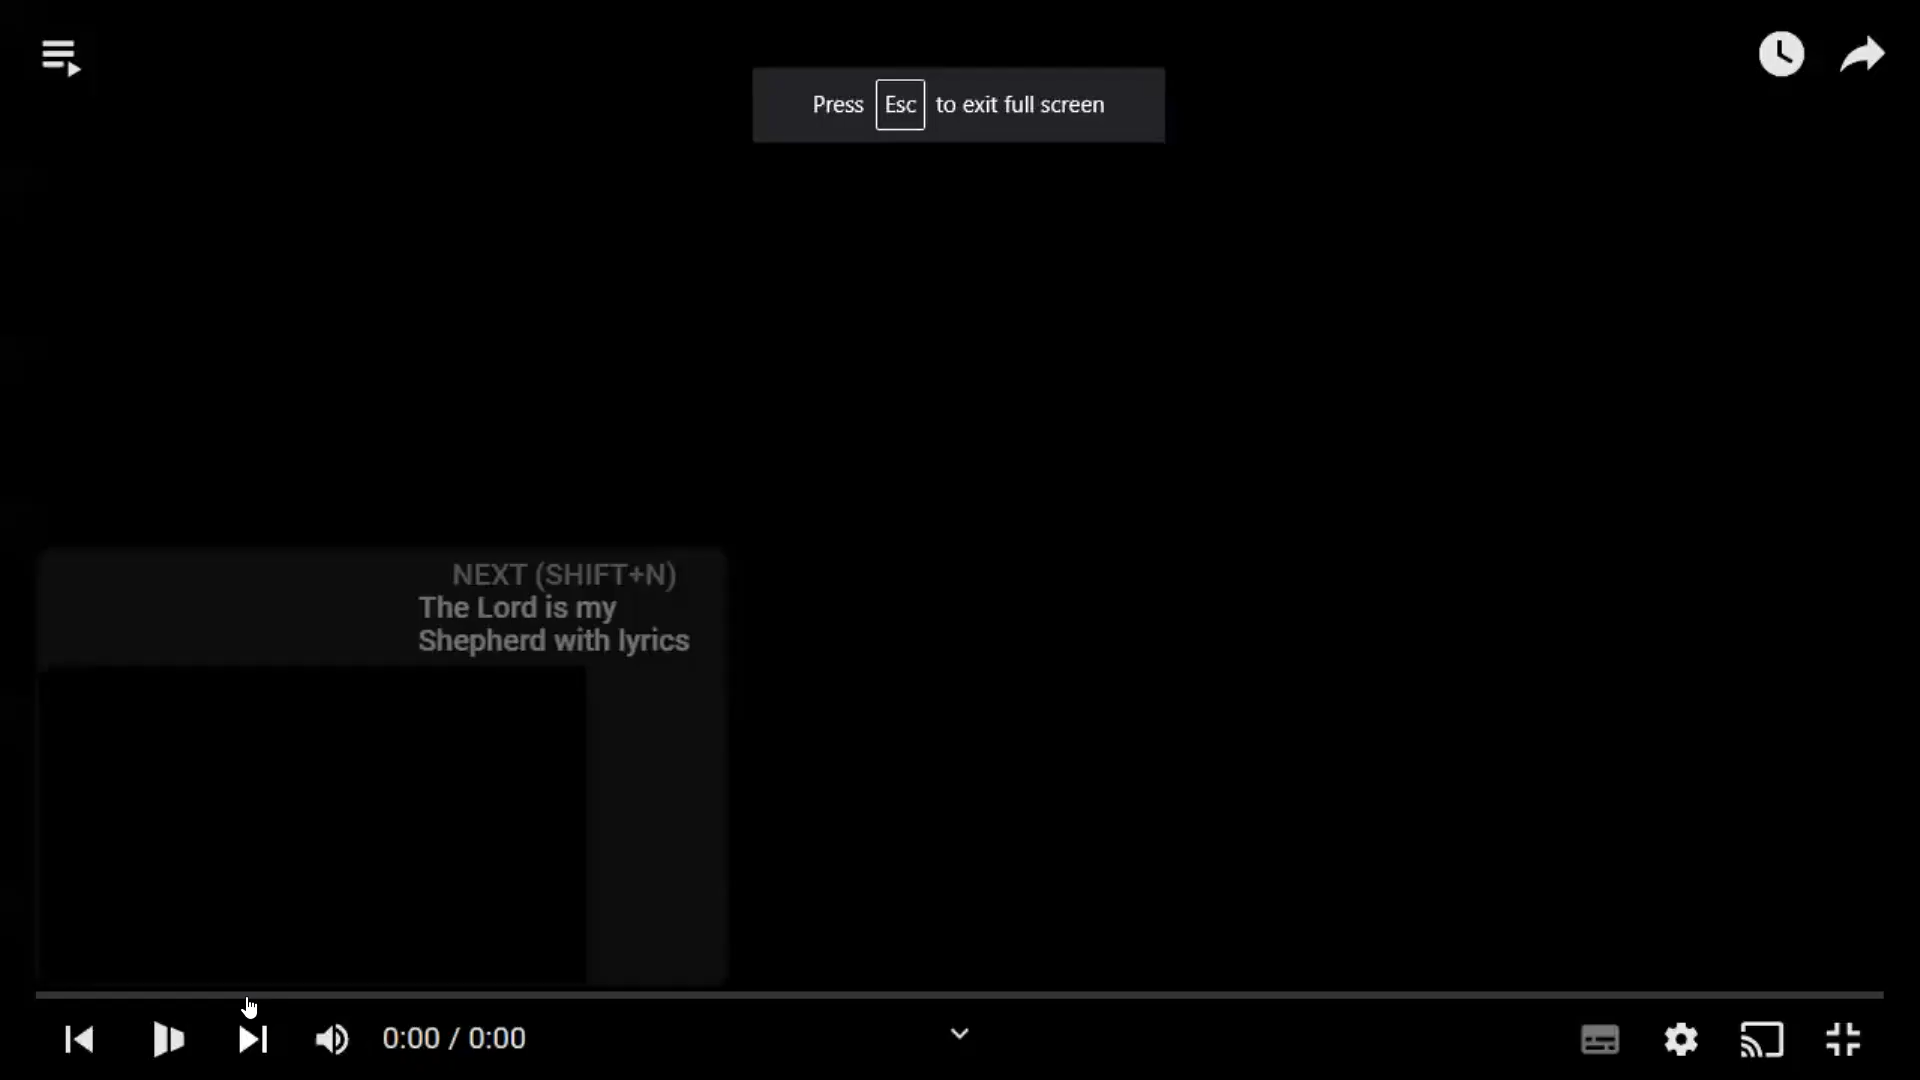 Press Esc to exit full screen
NEXT (SHIFT+N)
The Lord is my
Shepherd with lyrics
0:00 / 0:00